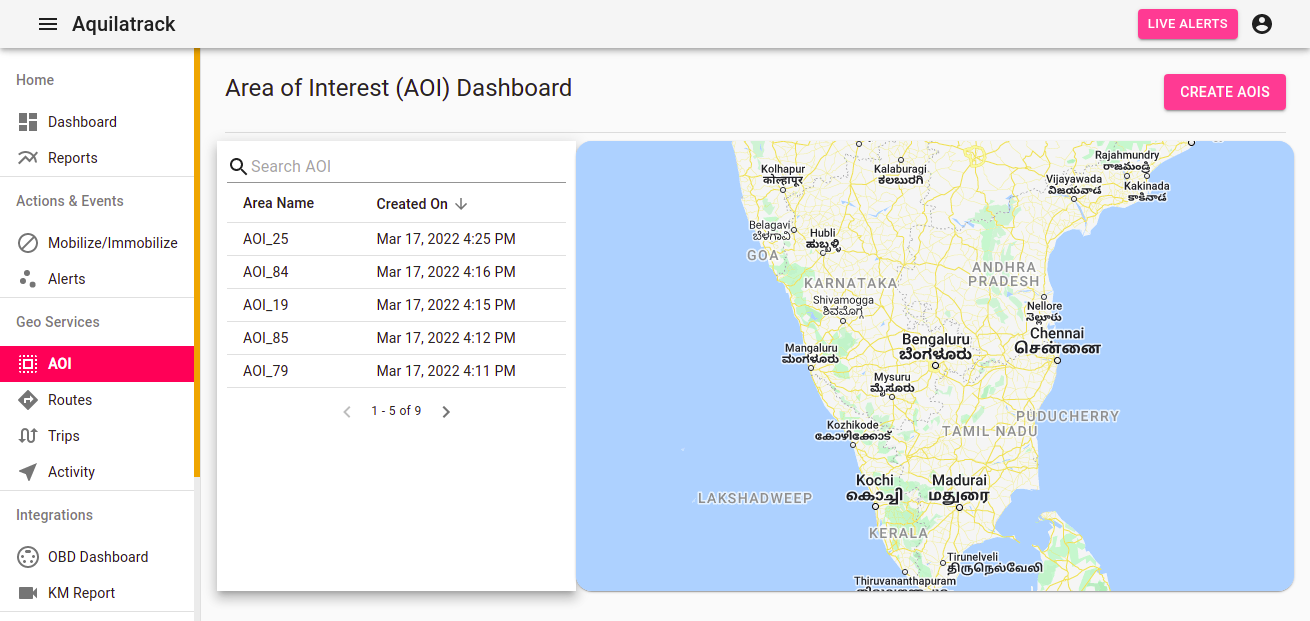 Aquilatrack
LIVE ALERTS
Home
Dashboard
Reports
Actions & Events
Mobilize/Immobilize
Alerts
Geo Services
AOI
Routes
Trips
Activity
Integrations
OBD Dashboard
KM Report
Area of Interest (AOI) Dashboard
CREATE AOIS
Search AOI
Area Name Created On
AOI_25 Mar 17, 2022 4:25 PM
AOI_84 Mar 17, 2022 4:16 PM
AOI_19 Mar 17, 2022 4:15 PM
AOI_85 Mar 17, 2022 4:12 PM
AOI_79 Mar 17, 2022 4:11 PM
1 - 5 of 9
Kolhapur
कोल्हापूर
Kalaburagi
ಕಲಬುರಗಿ
Rajahmundry
రాజమండ్రి
Vijayawada
విజయవాడ
Kakinada
కాకినాడ
Belagavi
ಬೆಳಗಾವಿ
Hubli
ಹುಬ್ಬಳ್ಳಿ
GOA
KARNATAKA
ANDHRA
PRADESH
Shivamogga
ಶಿವಮೊಗ್ಗ
Nellore
నెల్లూరు
Chennai
சென்னை
Bengaluru
ಬೆಂಗಳೂರು
Mangaluru
ಮಂಗಳೂರು
Mysuru
ಮೈಸೂರು
PUDUCHERRY
TAMIL NADU
Kozhikode
കോഴിക്കോട്
Kochi
കൊച്ചി
Madurai
மதுரை
LAKSHADWEEP
KERALA
Tirunelveli
திருநெல்வேலி
Thiruvananthapuram